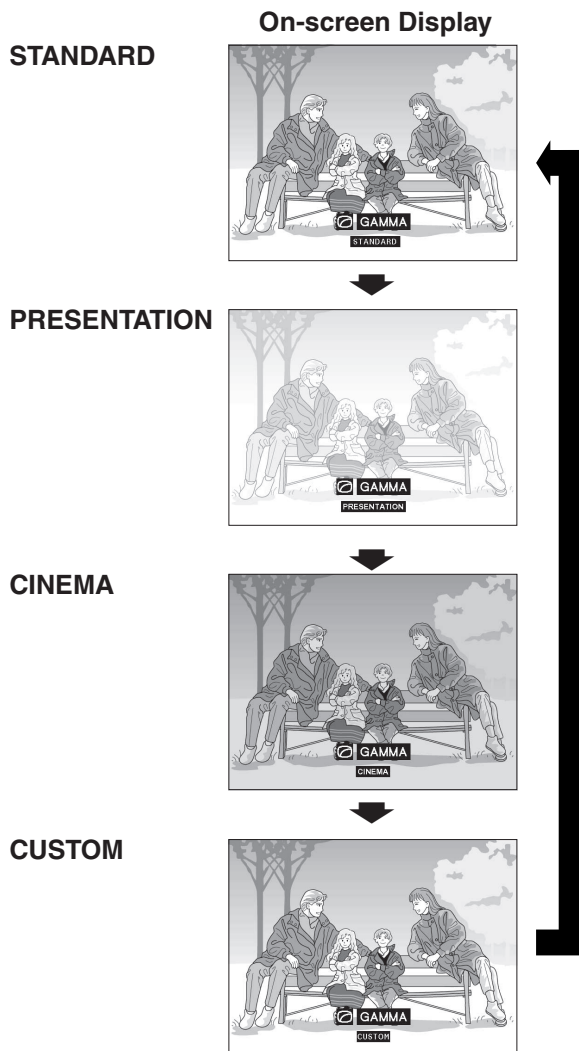 On-screen Display
STANDARD
GAMMA
STANDARD
PRESENTATION
GAMMA
PRESENTATION
CINEMA
GAMMA
CINEMA
CUSTOM
GAMMA
CUSTOM